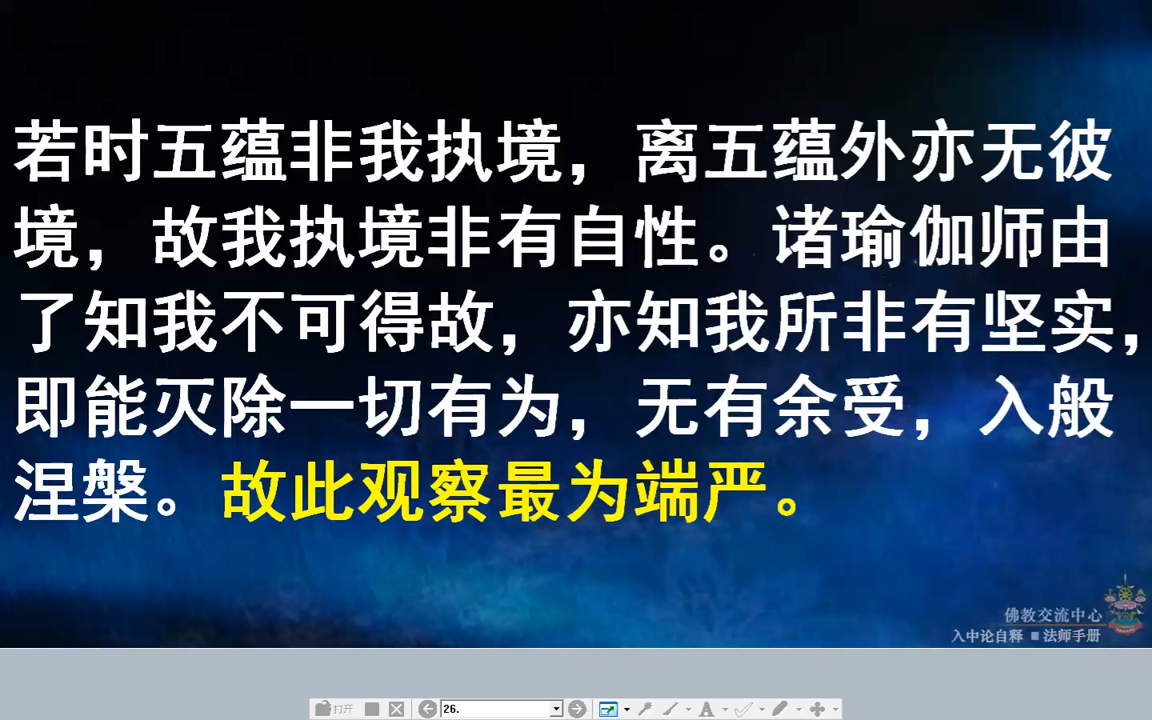 若时五蕴非我执境，离五蕴外亦无彼
境，故我执境非有自性。诸瑜伽师由
了知我不可得故，亦知我所非有坚实，
即能灭除一切有为，无有余受，入般
涅槃。故此观察最为端严。
佛教交流中心
入中论自释 ■ 法师手册
打开
26.